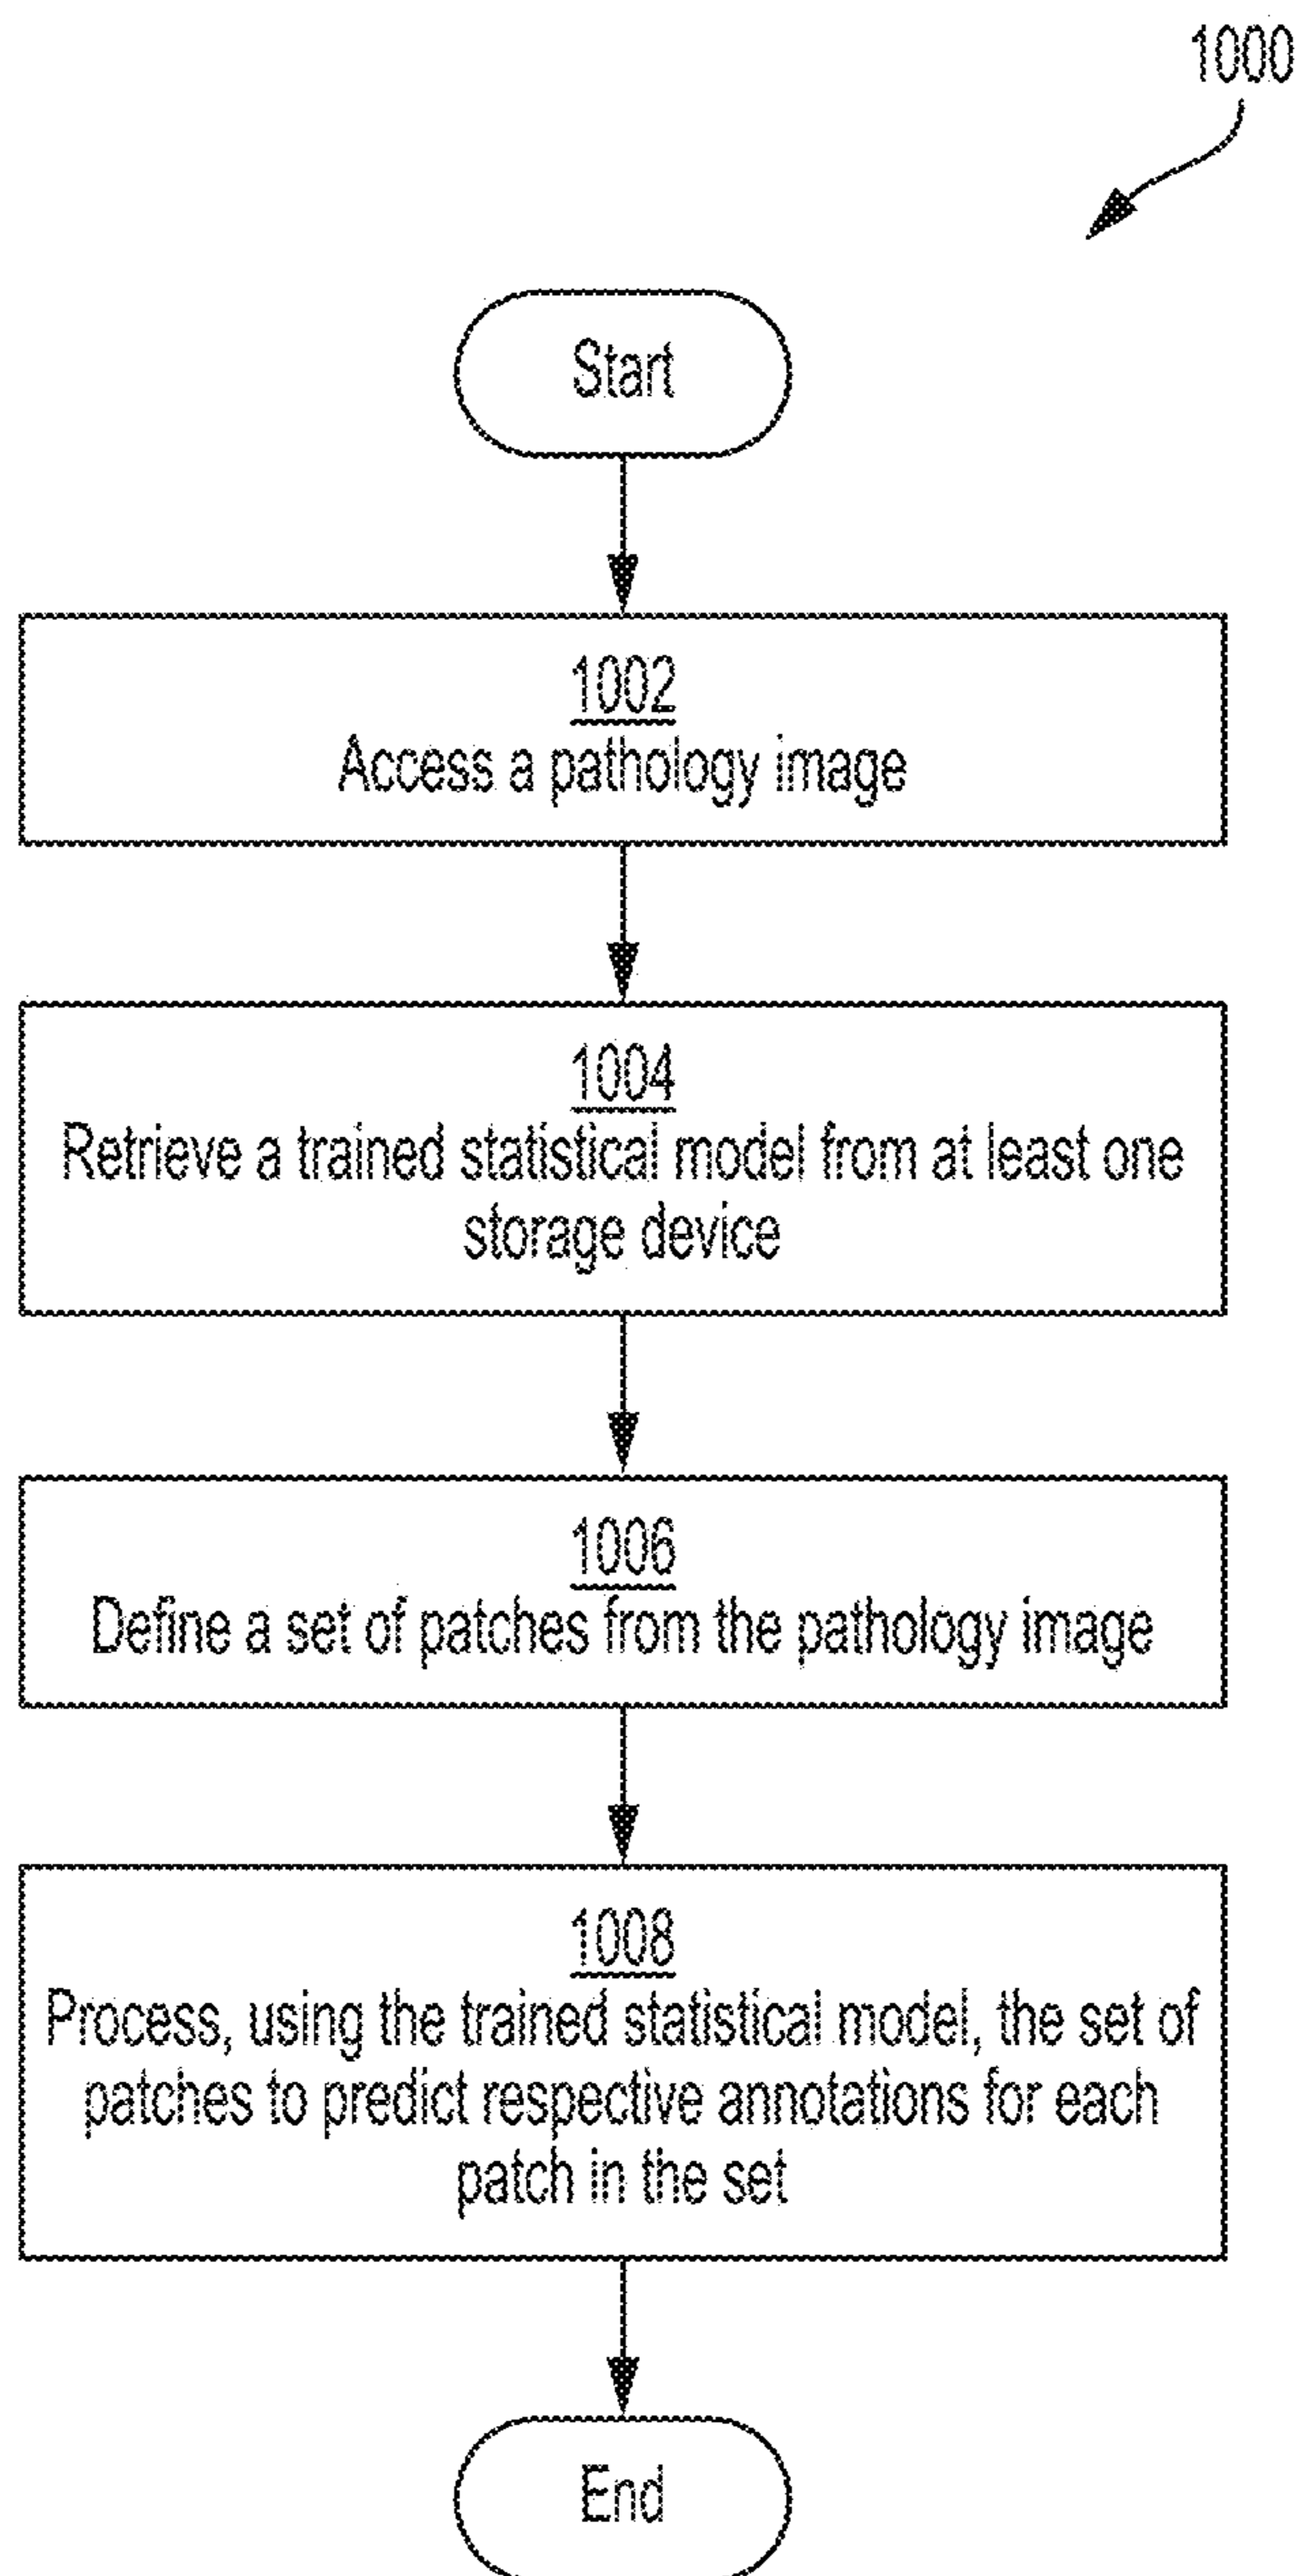 1000
Start
1002
Access a pathology image
1004
Retrieve a trained statistical model from at least one
storage device
1006
Define a set of patches from the pathology image
1008
Process, using the trained statistical model, the set of
patches to predict respective annotations for each
patch in the set
End